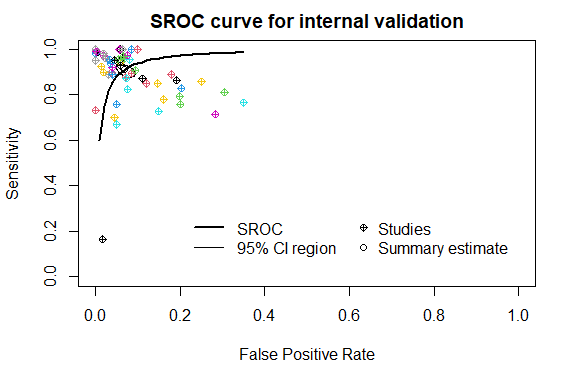 SROC curve for internal validation
Sensitivity
1.0
0.8
0.6
0.4
0.2
0.0
SROC
95% CI region
Studies
Summary estimate
0.0 0.2 0.4 0.6 0.8 1.0
False Positive Rate